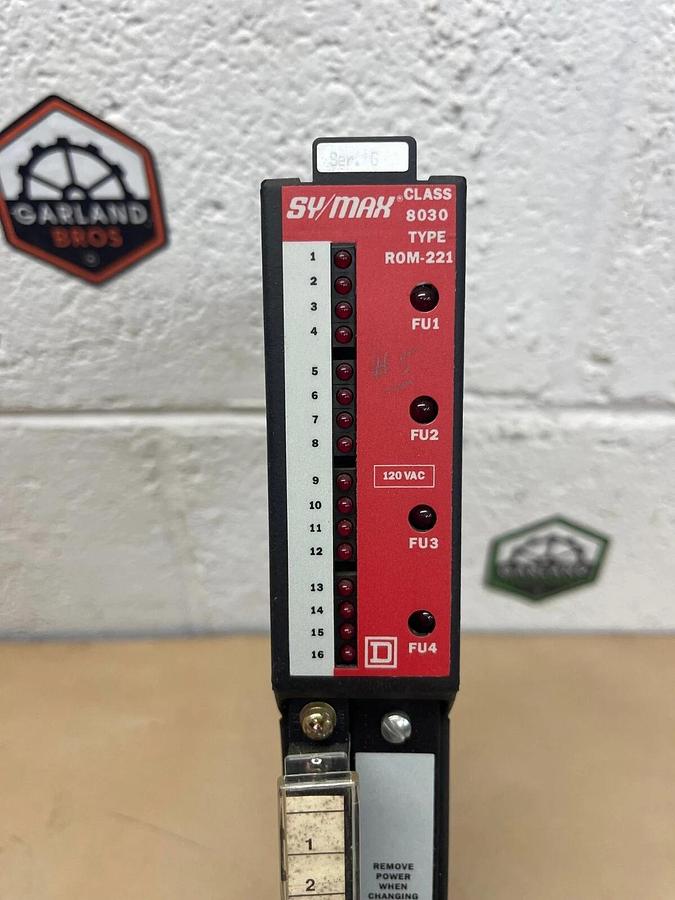 GARLAND
BROS
Ser. G
SY/MAX®
CLASS
8030
TYPE
ROM-221
1
2
3
4
FU1
5
6
7
8
#5
FU2
9
10
11
12
120 VAC
FU3
13
14
15
16
FU4
D
1
2
REMOVE
POWER
WHEN
CHANGING